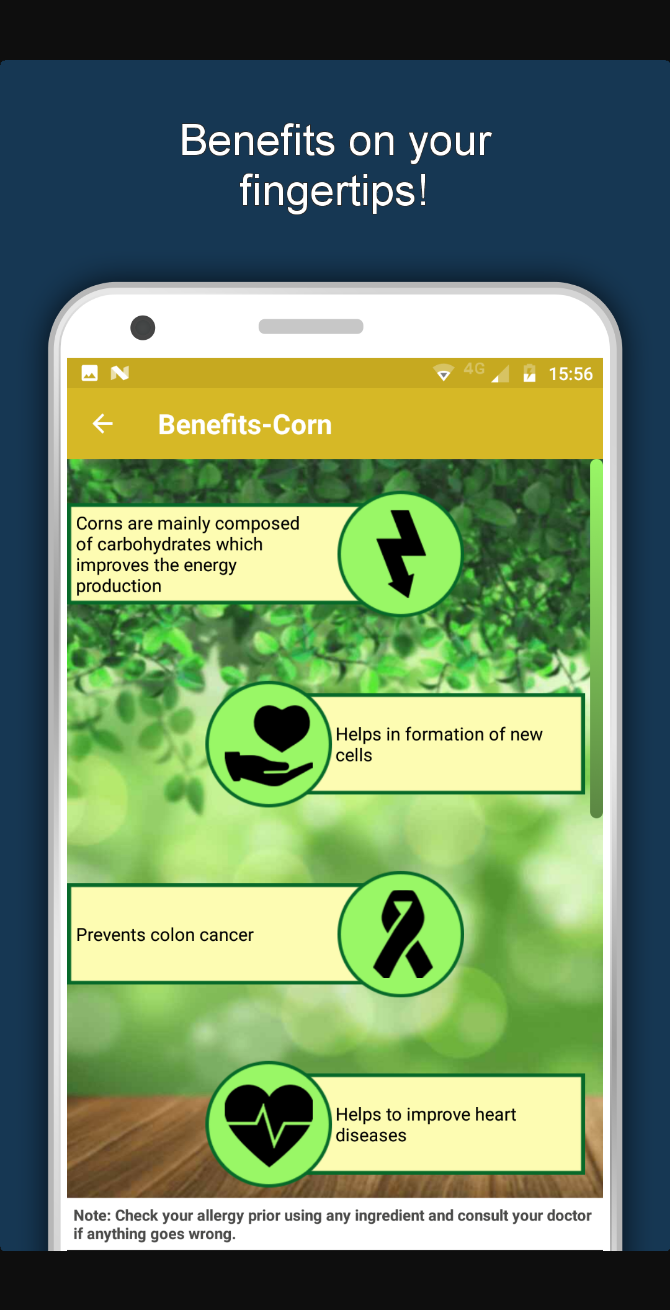 Benefits on your
fingertips!
4G 15:56
Benefits-Corn
Corns are mainly composed
of carbohydrates which
improves the energy
production
Helps in formation of new
cells
Prevents colon cancer
Helps to improve heart
diseases
Note: Check your allergy prior using any ingredient and consult your doctor
if anything goes wrong.